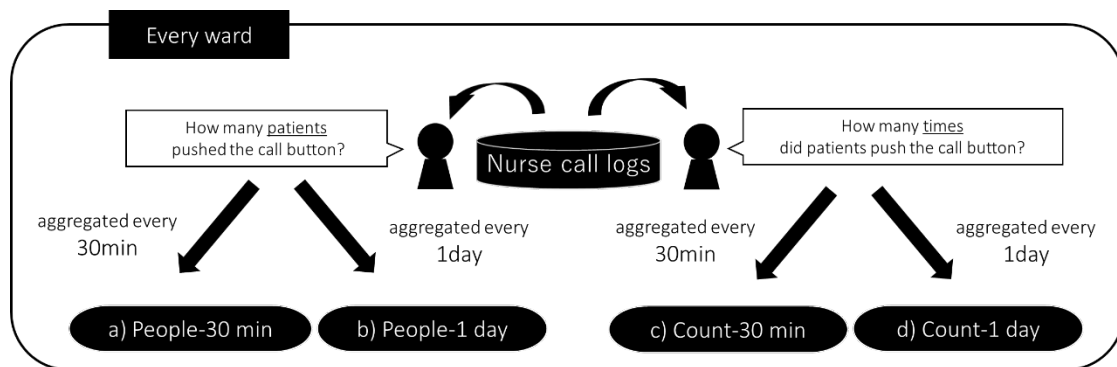 Every ward
How many patients
pushed the call button?
Nurse call logs
How many times
did patients push the call button?
aggregated every
30min
aggregated every
1day
aggregated every
30min
aggregated every
1day
a) People-30 min
b) People-1 day
c) Count-30 min
d) Count-1 day